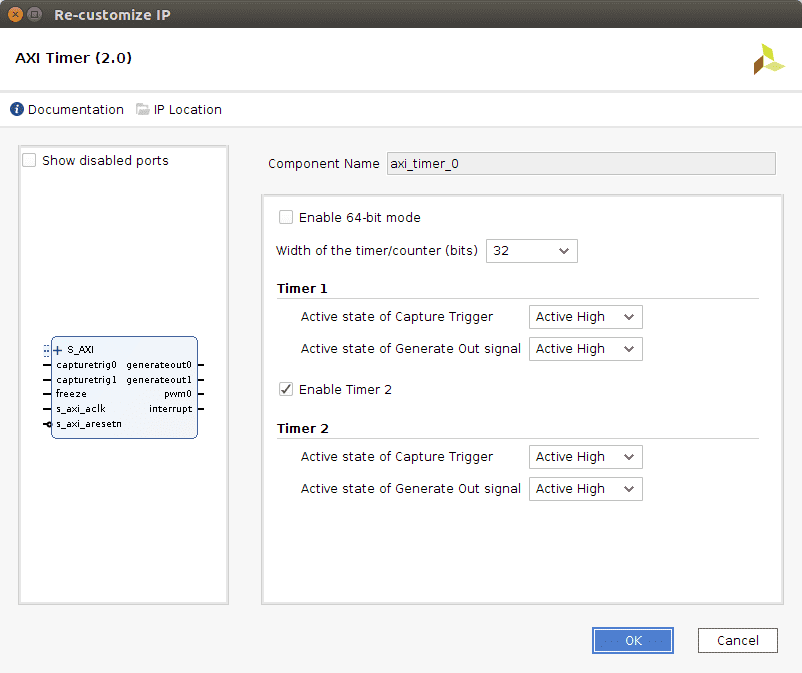 Re-customize IP
AXI Timer (2.0)
Documentation IP Location
Show disabled ports
S_AXI
capturetrig0 generateout0
capturetrig1 generateout1
freeze pwm0
s_axi_aclk interrupt
s_axi_aresetn
Component Name axi_timer_0
Enable 64-bit mode
Width of the timer/counter (bits) 32
Timer 1
Active state of Capture Trigger Active High
Active state of Generate Out signal Active High
Enable Timer 2
Timer 2
Active state of Capture Trigger Active High
Active state of Generate Out signal Active High
OK Cancel